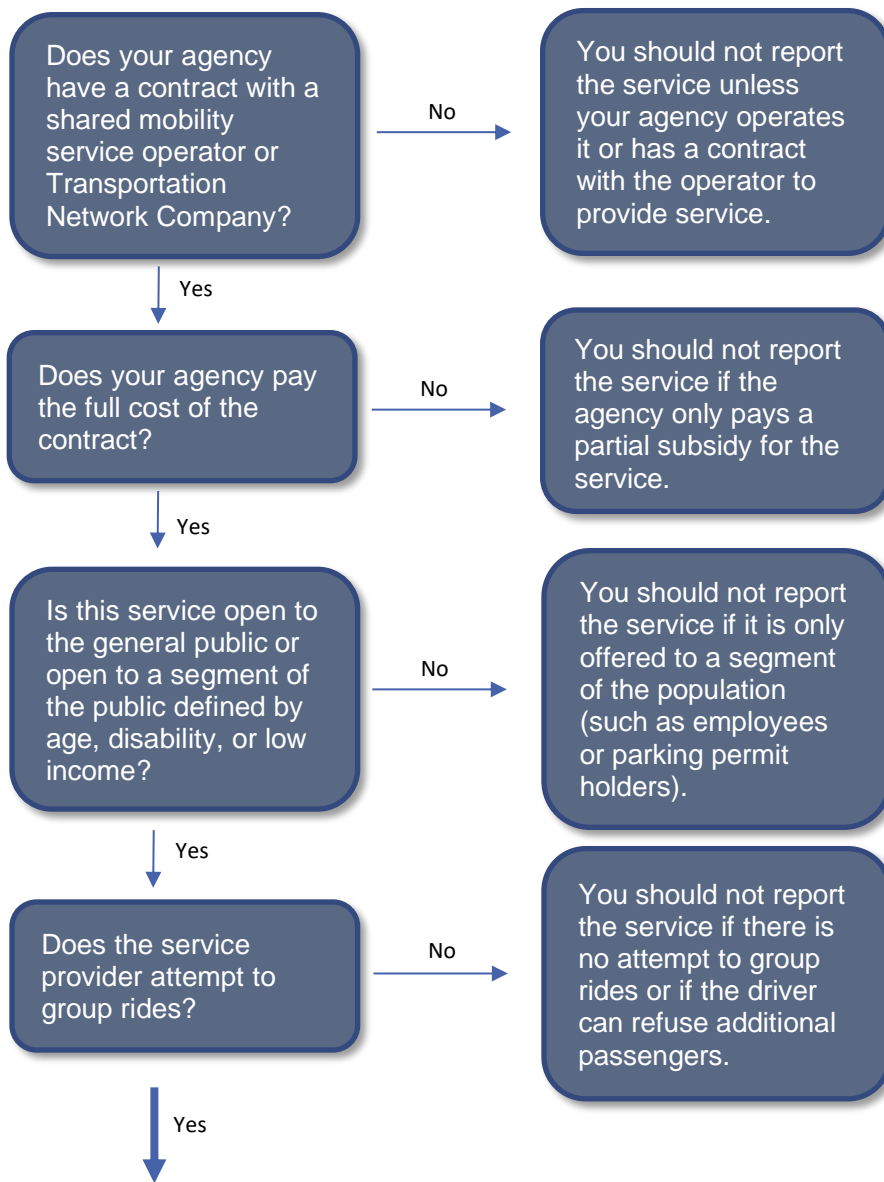 Does your agency
have a contract with a
shared mobility
service operator or
Transportation
Network Company?
No
You should not report
the service unless
your agency operates
it or has a contract
with the operator to
provide service.
Yes
Does your agency pay
the full cost of the
contract?
No
You should not report
the service if the
agency only pays a
partial subsidy for the
service.
Yes
Is this service open to
the general public or
open to a segment of
the public defined by
age, disability, or low
income?
No
You should not report
the service if it is only
offered to a segment
of the population
(such as employees
or parking permit
holders).
Yes
Does the service
provider attempt to
group rides?
No
You should not report
the service if there is
no attempt to group
rides or if the driver
can refuse additional
passengers.
Yes